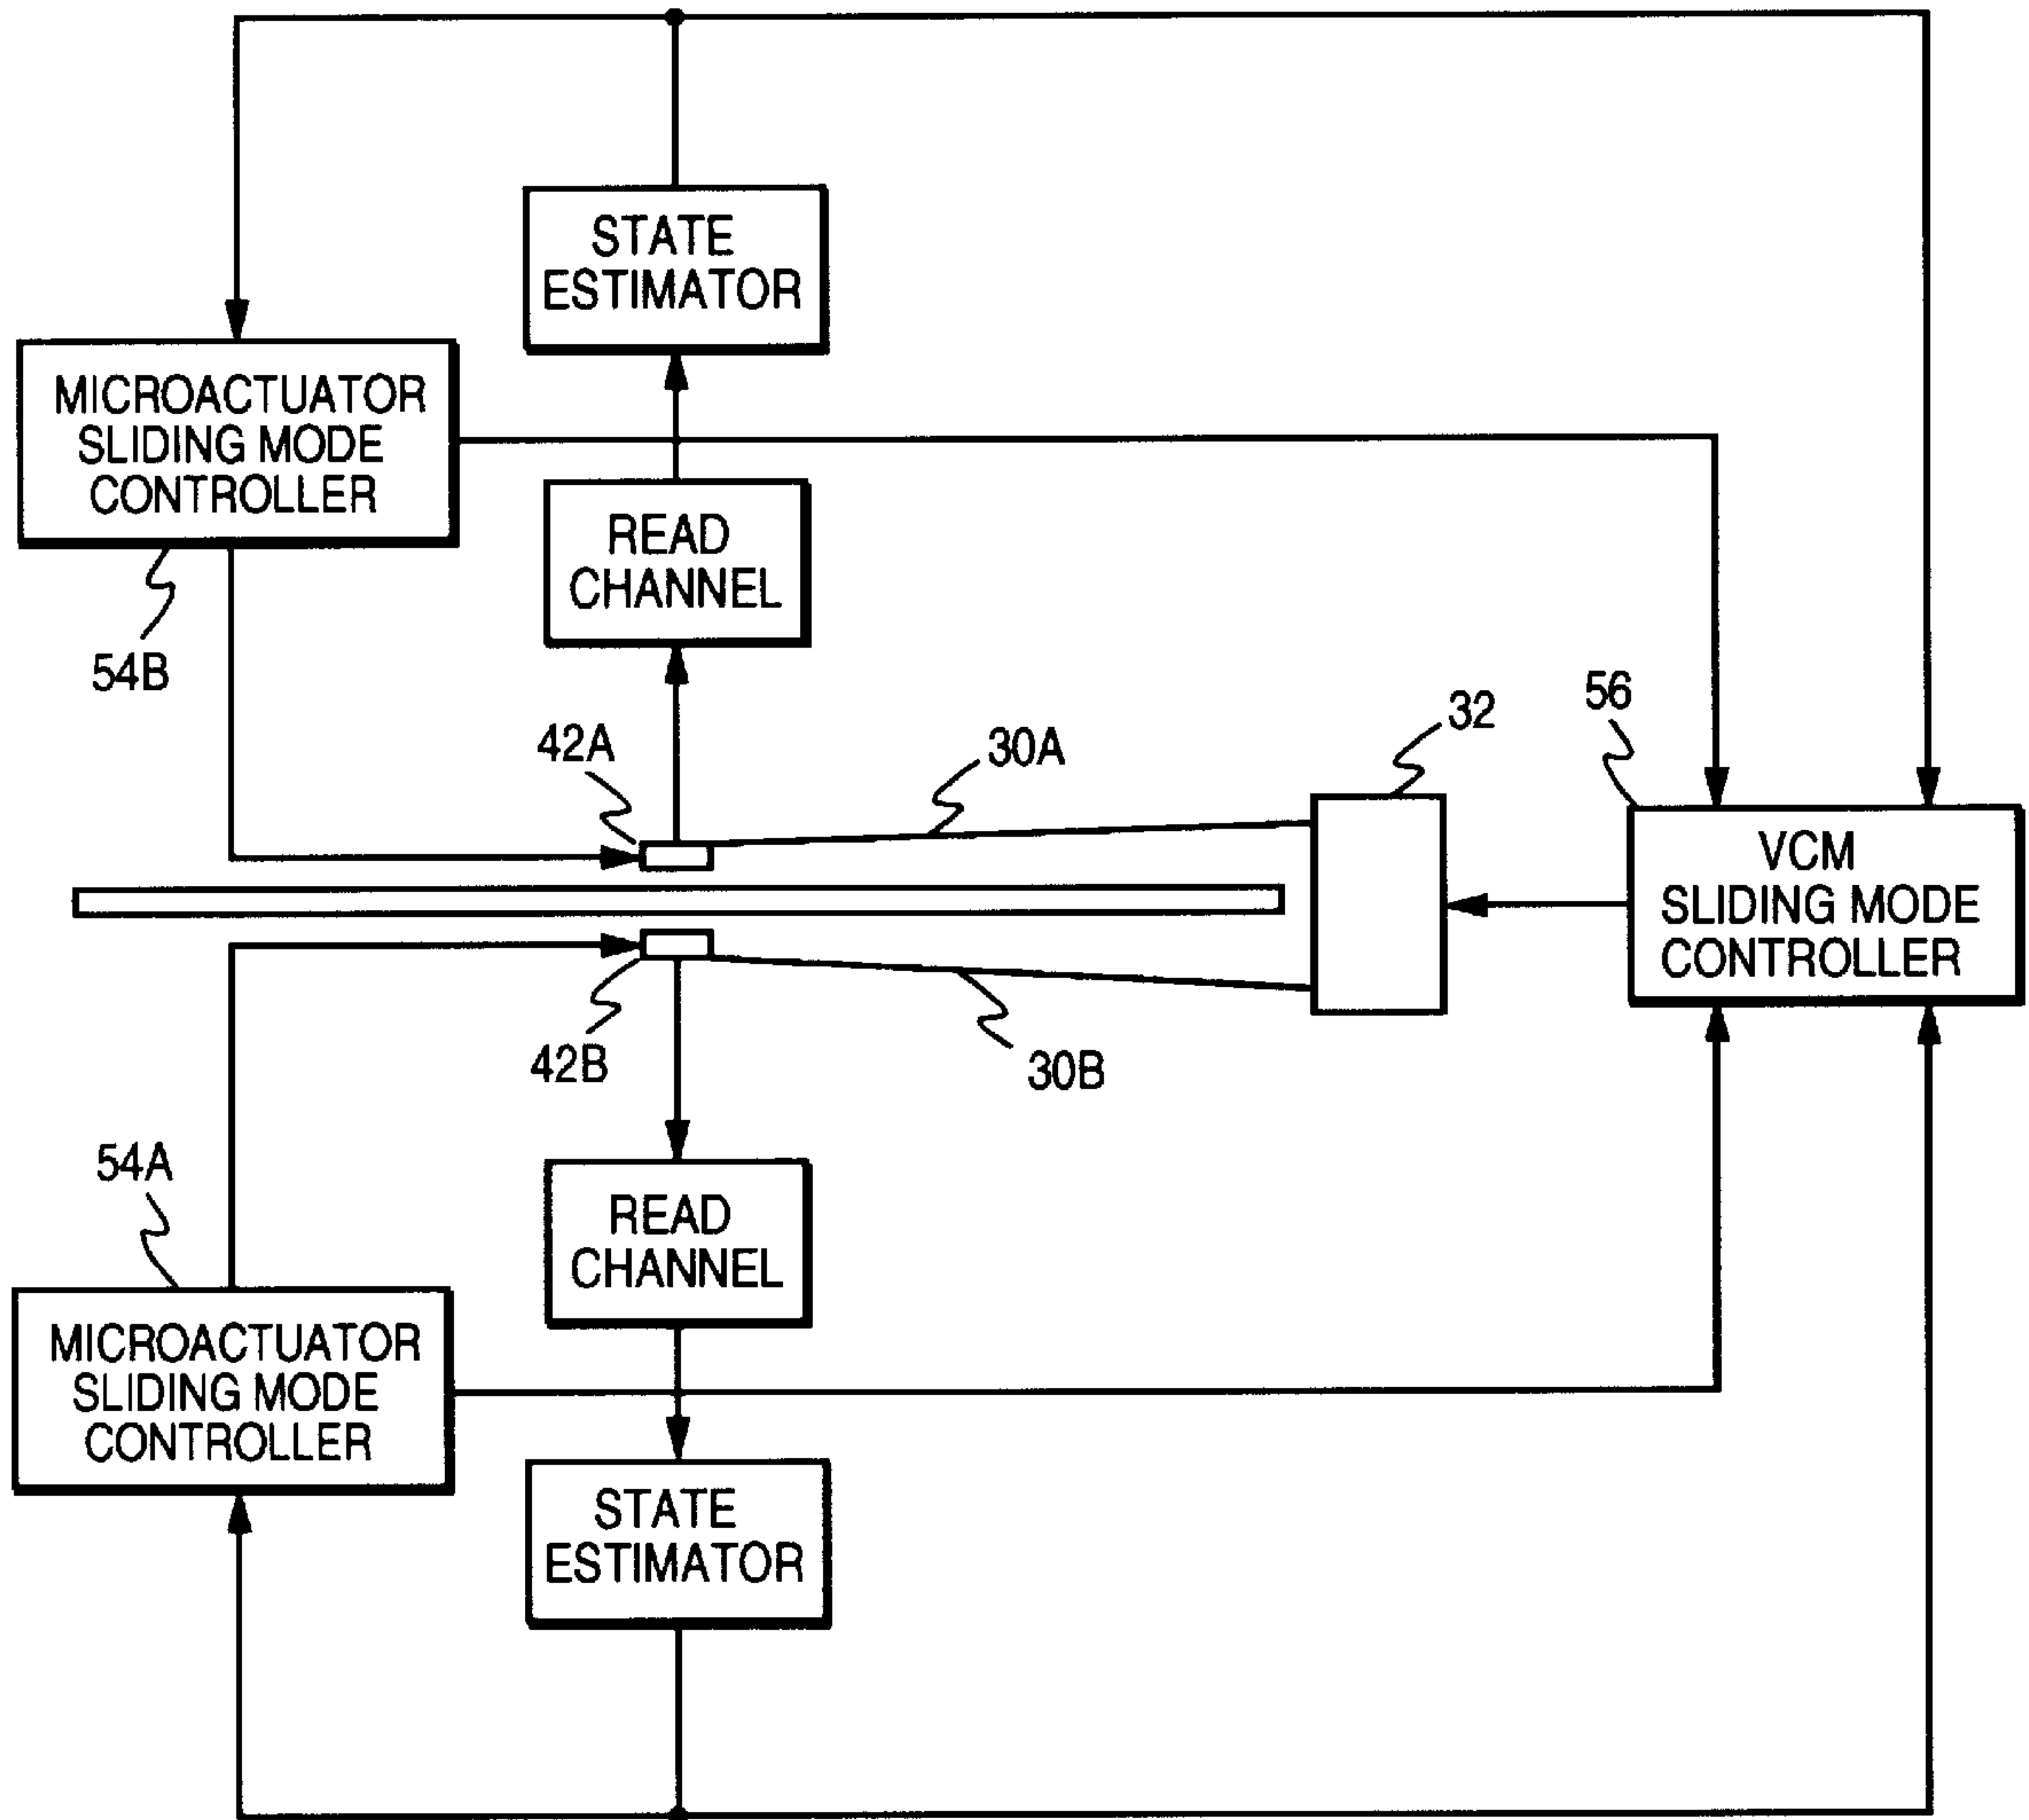 STATE
ESTIMATOR
MICROACTUATOR
SLIDING MODE
CONTROLLER
READ
CHANNEL
54B
42A
30A
32
56
VCM
SLIDING MODE
CONTROLLER
42B
30B
54A
READ
CHANNEL
MICROACTUATOR
SLIDING MODE
CONTROLLER
STATE
ESTIMATOR